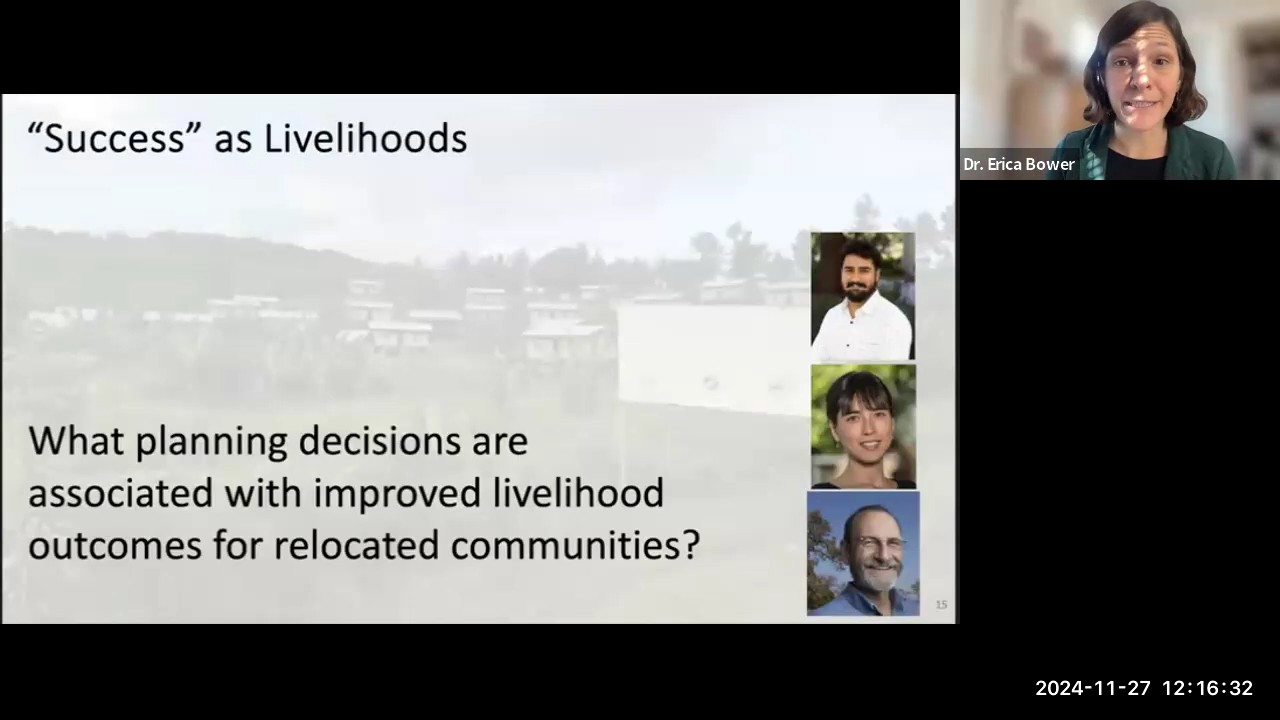 “Success” as Livelihoods
What planning decisions are
associated with improved livelihood
outcomes for relocated communities?
15
Dr. Erica Bower
2024-11-27 12:16:32